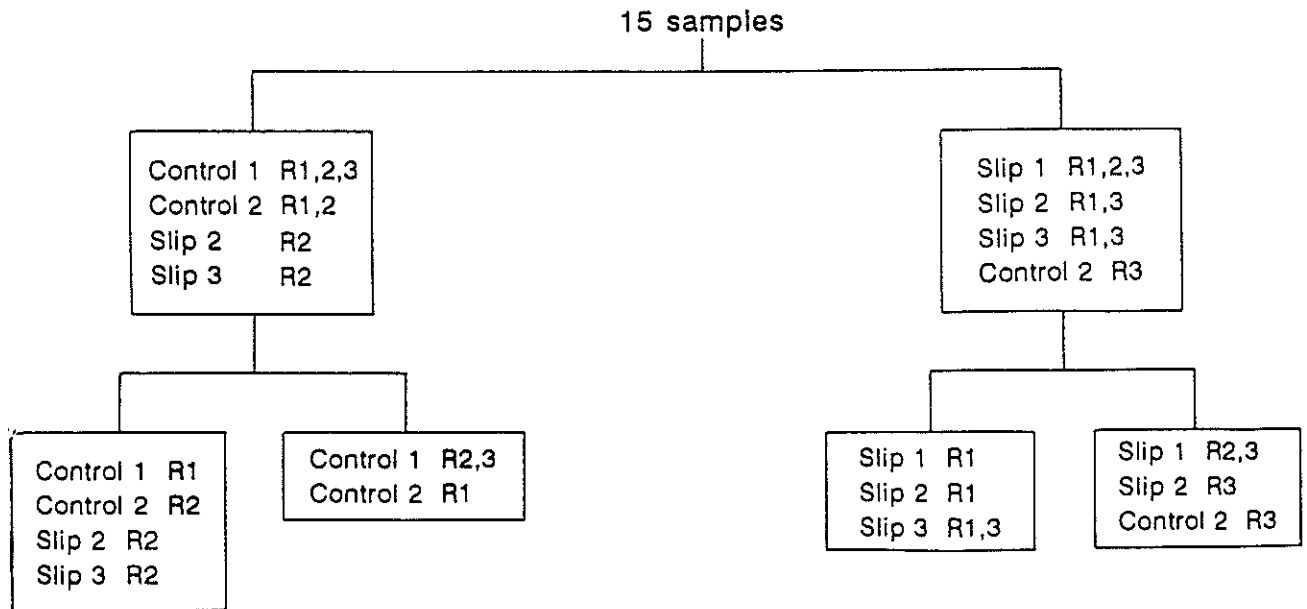 15 samples
Control 1 R1,2,3
Control 2 R1,2
Slip 2 R2
Slip 3 R2
Slip 1 R1,2,3
Slip 2 R1,3
Slip 3 R1,3
Control 2 R3
Control 1 R1
Control 2 R2
Slip 2 R2
Slip 3 R2
Control 1 R2,3
Control 2 R1
Slip 1 R1
Slip 2 R1
Slip 3 R1,3
Slip 1 R2,3
Slip 2 R3
Control 2 R3